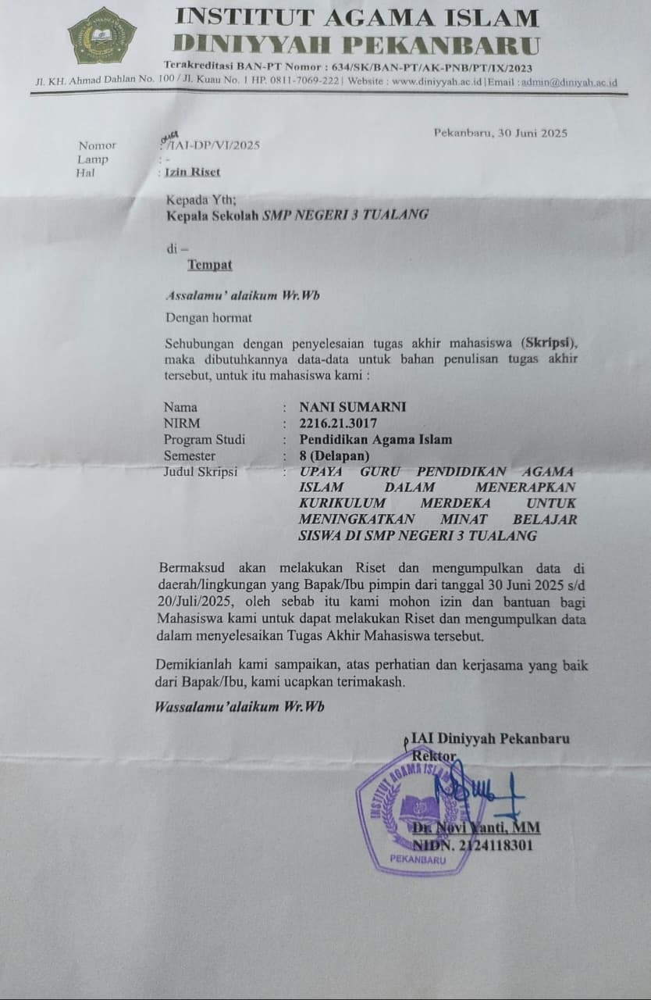 INSTITUT AGAMA ISLAM
DINIYYAH PEKANBARU
Terakreditasi BAN-PT Nomor : 634/SK/BAN-PT/AK-PNB/PT/IX/2023
Jl. KH. Ahmad Dahlan No. 100 / Jl. Kuau No. 1 HP. 0811-7069-222 | Website : www.diniyyah.ac.id | Email : admin@diniyah.ac.id
Pekanbaru, 30 Juni 2025
Nomor : /IAI-DP/VI/2025
Lamp : -
Hal : Izin Riset
Kepada Yth;
Kepala Sekolah SMP NEGERI 3 TUALANG
di –
Tempat
Assalamu' alaikum Wr.Wb
Dengan hormat
Sehubungan dengan penyelesaian tugas akhir mahasiswa (Skripsi),
maka dibutuhkannya data-data untuk bahan penulisan tugas akhir
tersebut, untuk itu mahasiswa kami :
Nama : NANI SUMARNI
NIRM : 2216.21.3017
Program Studi : Pendidikan Agama Islam
Semester : 8 (Delapan)
Judul Skripsi : UPAYA GURU PENDIDIKAN AGAMA
ISLAM DALAM MENERAPKAN
KURIKULUM MERDEKA UNTUK
MENINGKATKAN MINAT BELAJAR
SISWA DI SMP NEGERI 3 TUALANG
Bermaksud akan melakukan Riset dan mengumpulkan data di
daerah/lingkungan yang Bapak/Ibu pimpin dari tanggal 30 Juni 2025 s/d
20/Juli/2025, oleh sebab itu kami mohon izin dan bantuan bagi
Mahasiswa kami untuk dapat melakukan Riset dan mengumpulkan data
dalam menyelesaikan Tugas Akhir Mahasiswa tersebut.
Demikianlah kami sampaikan, atas perhatian dan kerjasama yang baik
dari Bapak/Ibu, kami ucapkan terimakash.
Wassalamu'alaikum Wr.Wb
IAI Diniyyah Pekanbaru
Rektor
INSTITUT AGAMA ISLAM
Dr. Novi Yanti, MM
NIDN. 2124118301
PEKANBARU